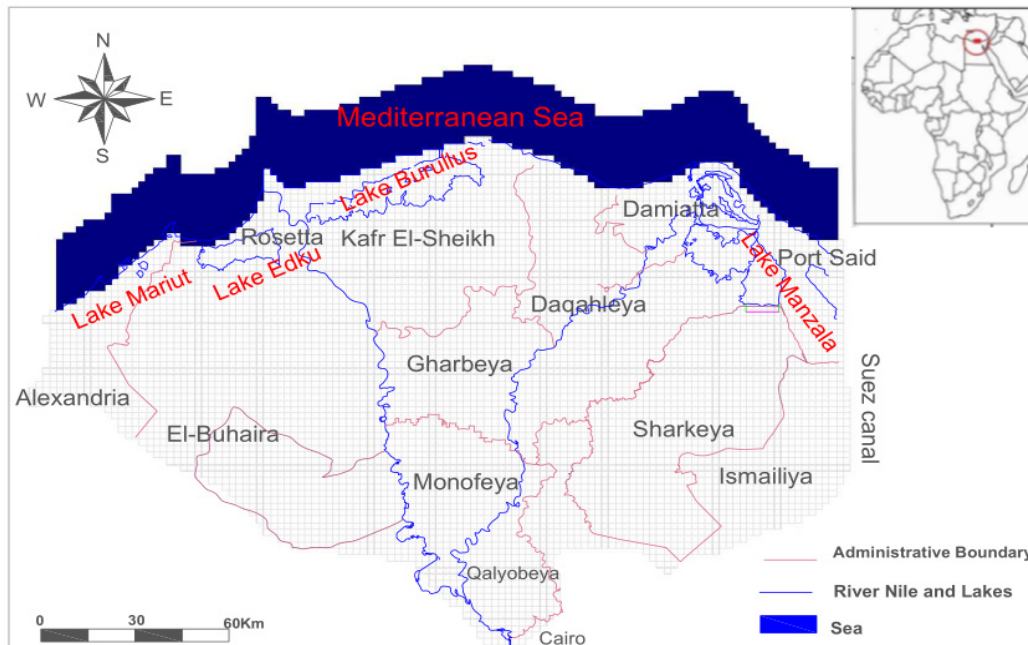 N
W
E
S
Mediterranean Sea
Lake Burullus
Damiatta
Rosetta
Kafr El-Sheikh
Port Said
Lake Mariut
Lake Edku
Lake Manzala
Daqahleya
Gharbeya
Alexandria
Suez canal
El-Buhaira
Sharkeya
Monofeya
Ismailiya
Qalyobeya
Cairo
Administrative Boundary
River Nile and Lakes
Sea
0
30
60Km